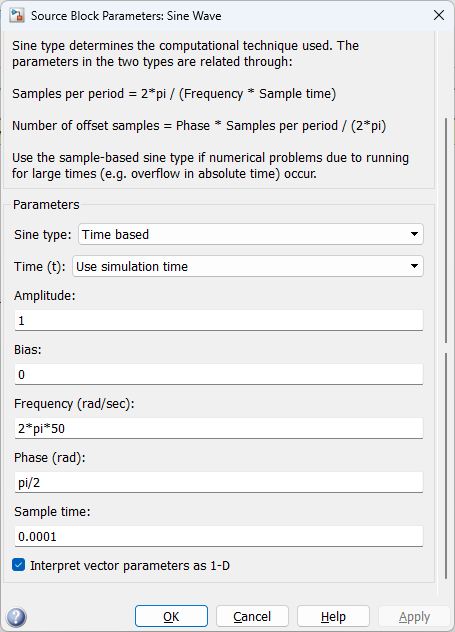 Source Block Parameters: Sine Wave
Sine type determines the computational technique used. The
parameters in the two types are related through:
Samples per period = 2*pi / (Frequency * Sample time)
Number of offset samples = Phase * Samples per period / (2*pi)
Use the sample-based sine type if numerical problems due to running
for large times (e.g. overflow in absolute time) occur.
Parameters
Sine type: Time based
Time (t): Use simulation time
Amplitude:
1
Bias:
0
Frequency (rad/sec):
2*pi*50
Phase (rad):
pi/2
Sample time:
0.0001
Interpret vector parameters as 1-D
? OK Cancel Help Apply